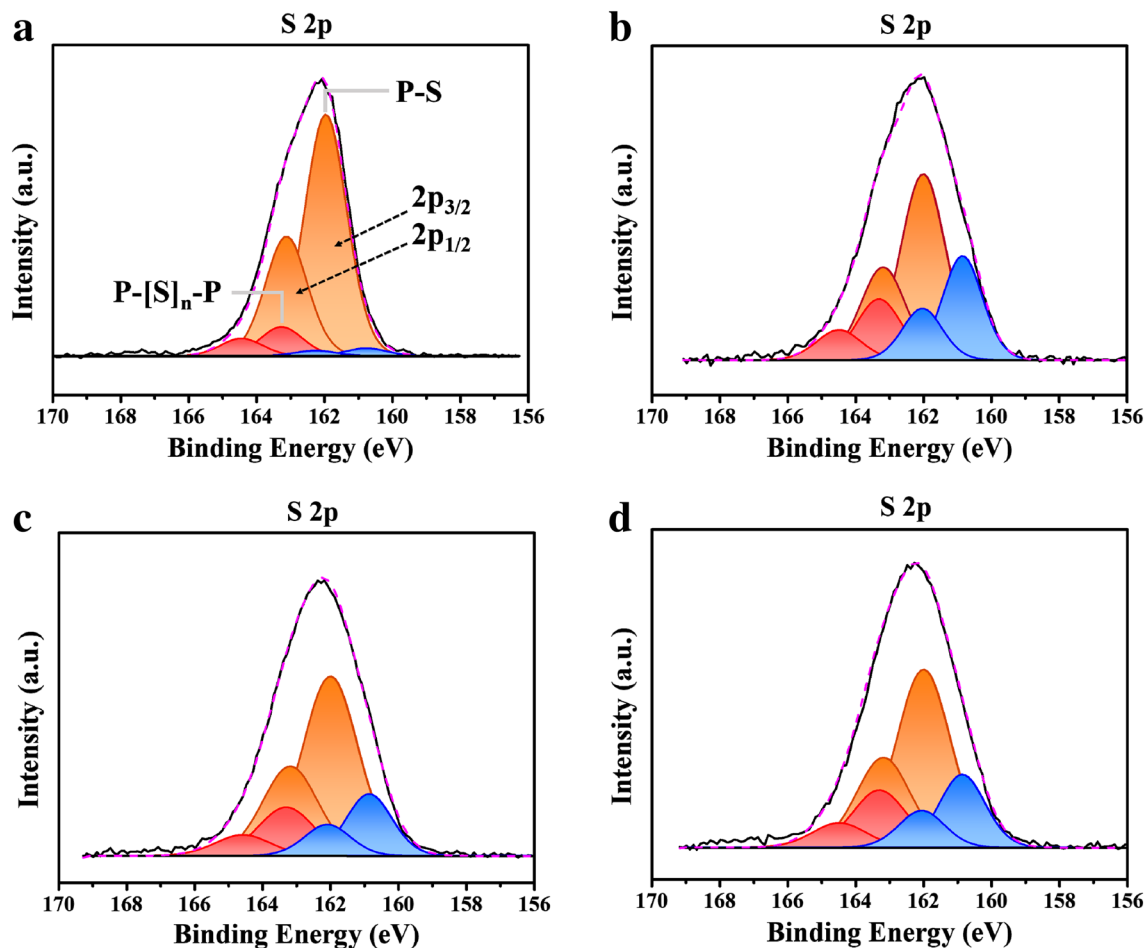 a
S 2p
Intensity (a.u.)
P-S
2p3/2
2p1/2
P-[S]n-P
170 168 166 164 162 160 158 156
Binding Energy (eV)
b
S 2p
Intensity (a.u.)
170 168 166 164 162 160 158 156
Binding Energy (eV)
c
S 2p
Intensity (a.u.)
170 168 166 164 162 160 158 156
Binding Energy (eV)
d
S 2p
Intensity (a.u.)
170 168 166 164 162 160 158 156
Binding Energy (eV)